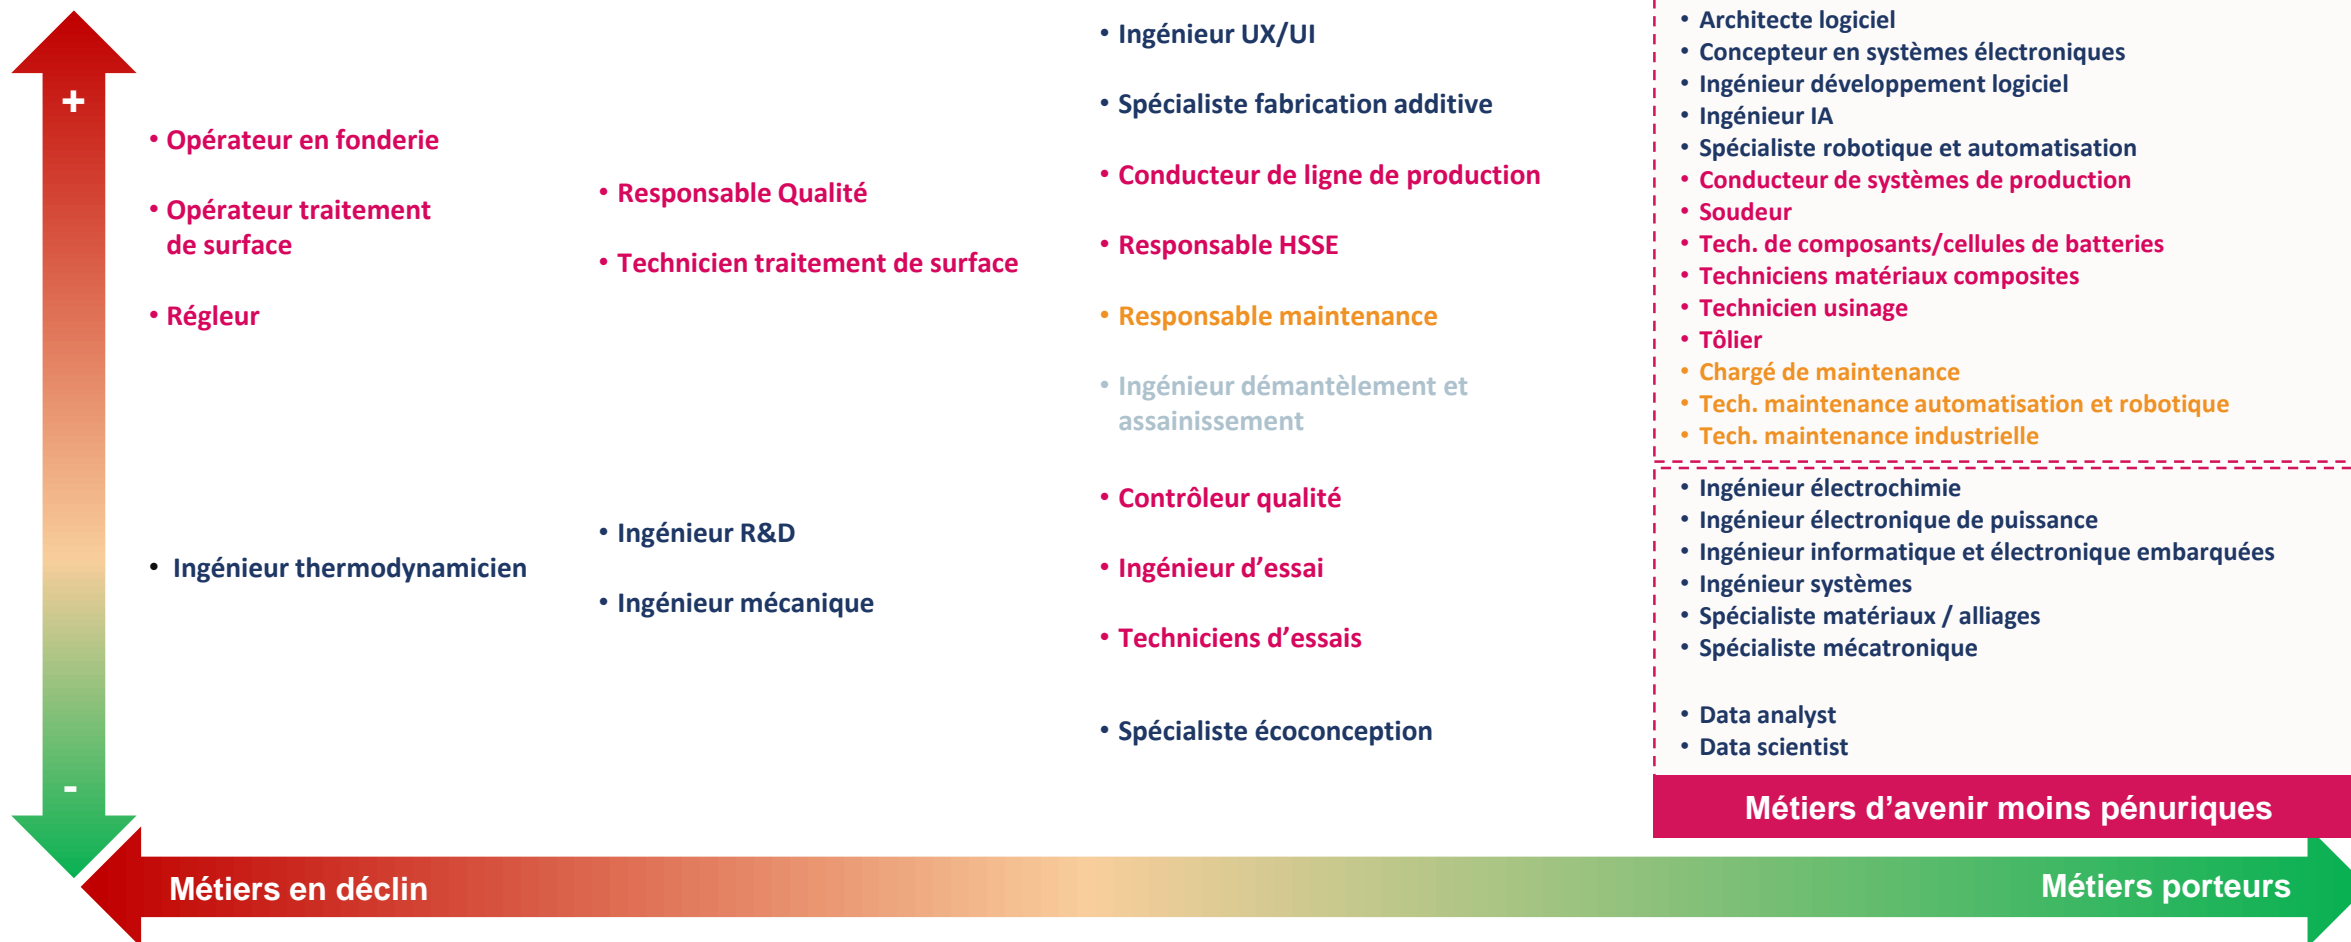 +
• Opérateur en fonderie
• Opérateur traitement
de surface
• Régleur
• Ingénieur thermodynamicien
• Responsable Qualité
• Technicien traitement de surface
• Ingénieur R&D
• Ingénieur mécanique
• Ingénieur UX/UI
• Spécialiste fabrication additive
• Conducteur de ligne de production
• Responsable HSSE
• Responsable maintenance
• Ingénieur démantèlement et
assainissement
• Contrôleur qualité
• Ingénieur d’essai
• Techniciens d’essais
• Spécialiste écoconception
• Architecte logiciel
• Concepteur en systèmes électroniques
• Ingénieur développement logiciel
• Ingénieur IA
• Spécialiste robotique et automatisation
• Conducteur de systèmes de production
• Soudeur
• Tech. de composants/cellules de batteries
• Techniciens matériaux composites
• Technicien usinage
• Tôlier
• Chargé de maintenance
• Tech. maintenance automatisation et robotique
• Tech. maintenance industrielle
• Ingénieur électrochimie
• Ingénieur électronique de puissance
• Ingénieur informatique et électronique embarquées
• Ingénieur systèmes
• Spécialiste matériaux / alliages
• Spécialiste mécatronique
• Data analyst
• Data scientist
-
Métiers d’avenir moins pénuriques
Métiers en déclin
Métiers porteurs